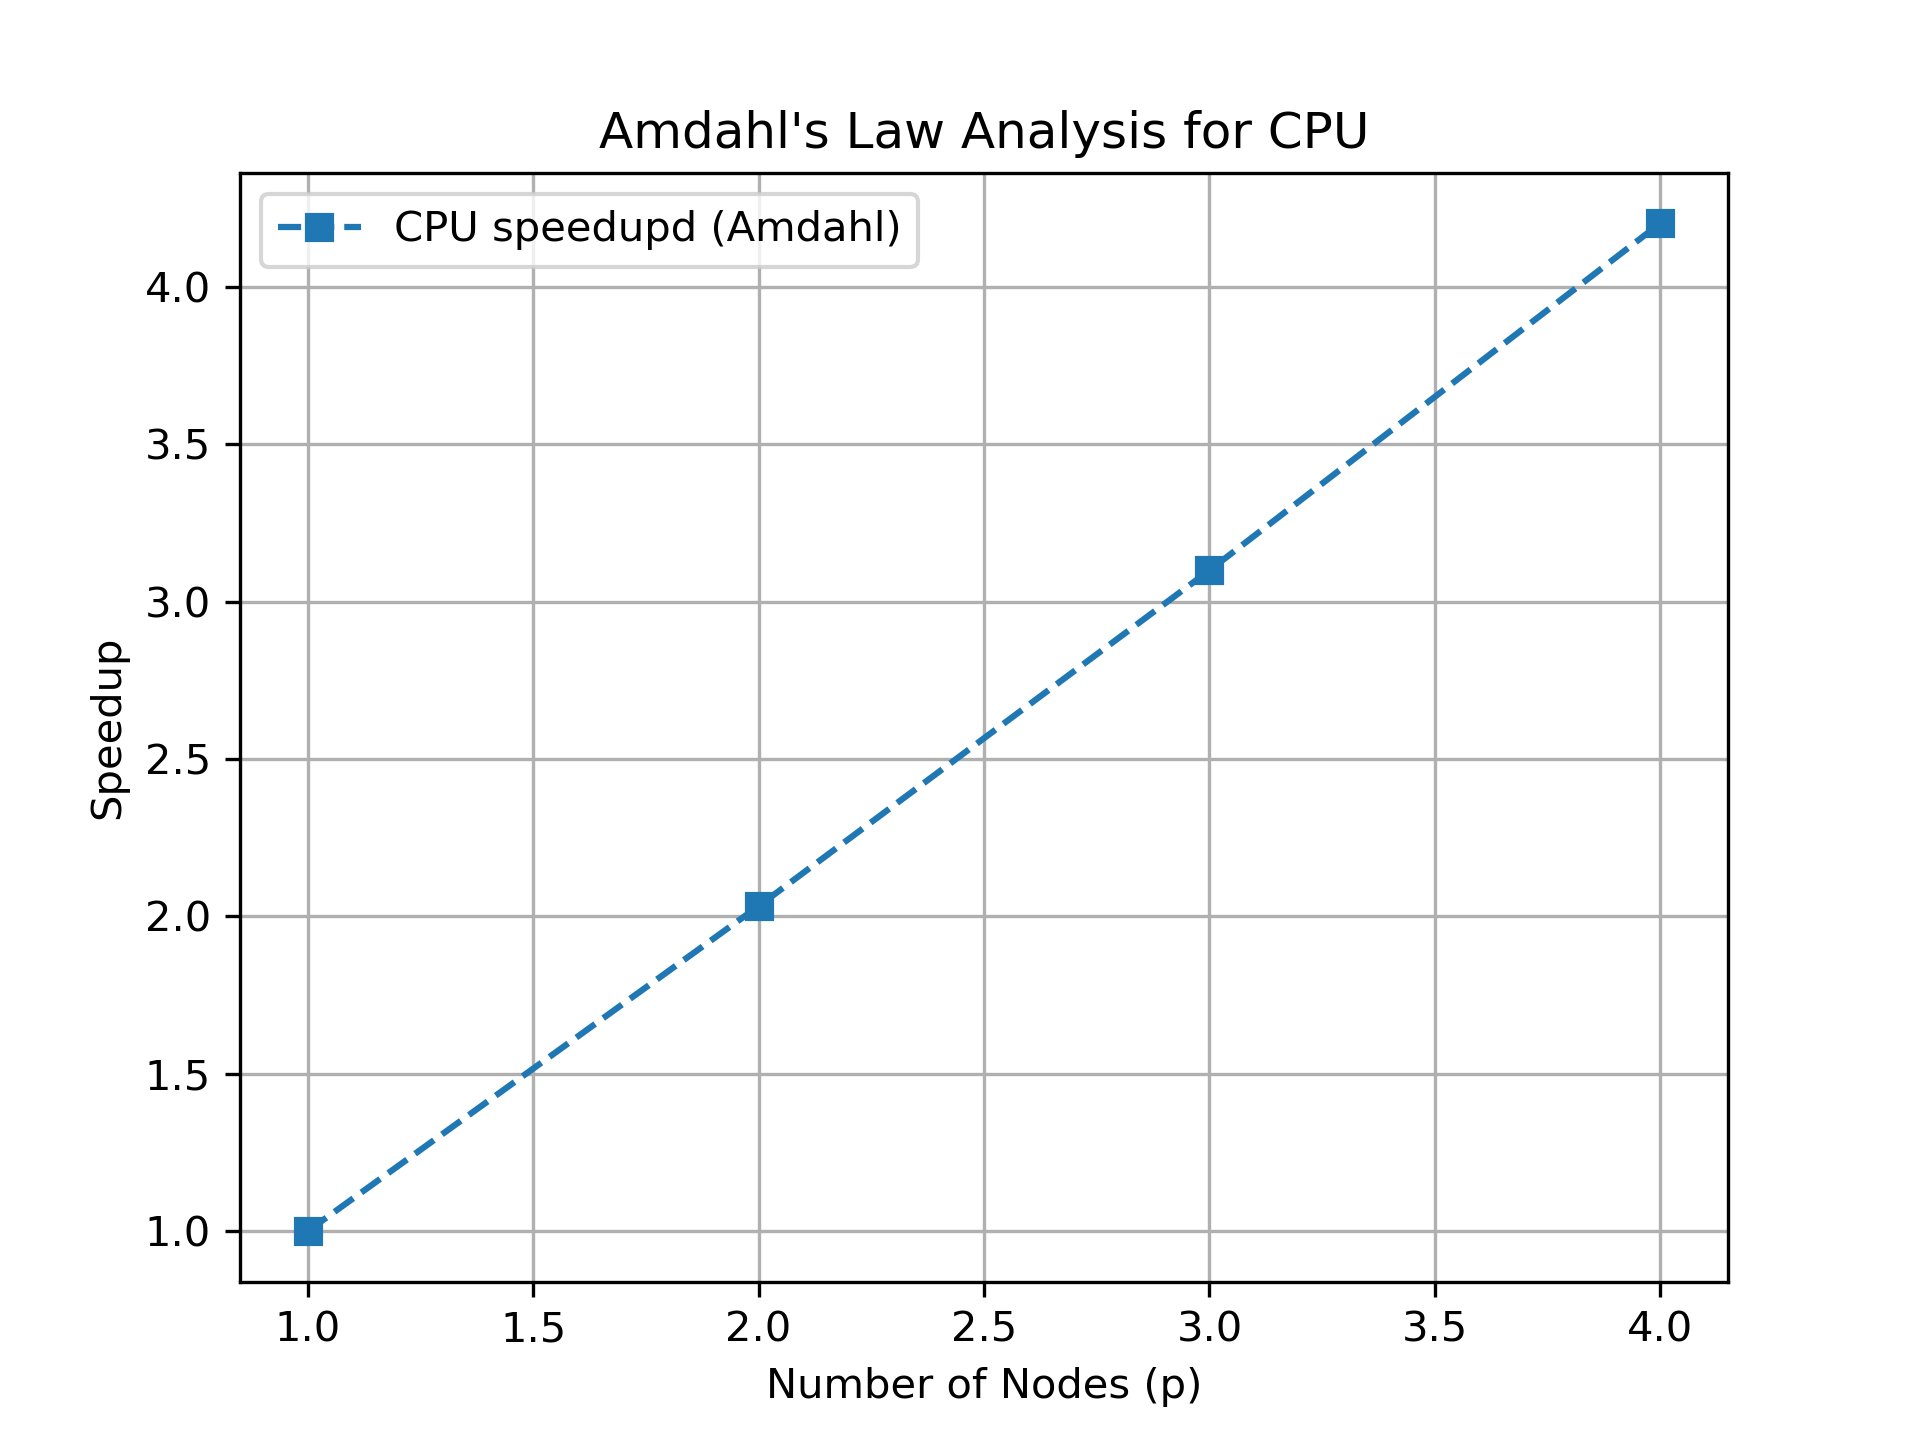 Amdahl's Law Analysis for CPU
CPU speedupd (Amdahl)
4.0
3.5
3.0
2.5
2.0
1.5
1.0
Speedup
1.0 1.5 2.0 2.5 3.0 3.5 4.0
Number of Nodes (p)